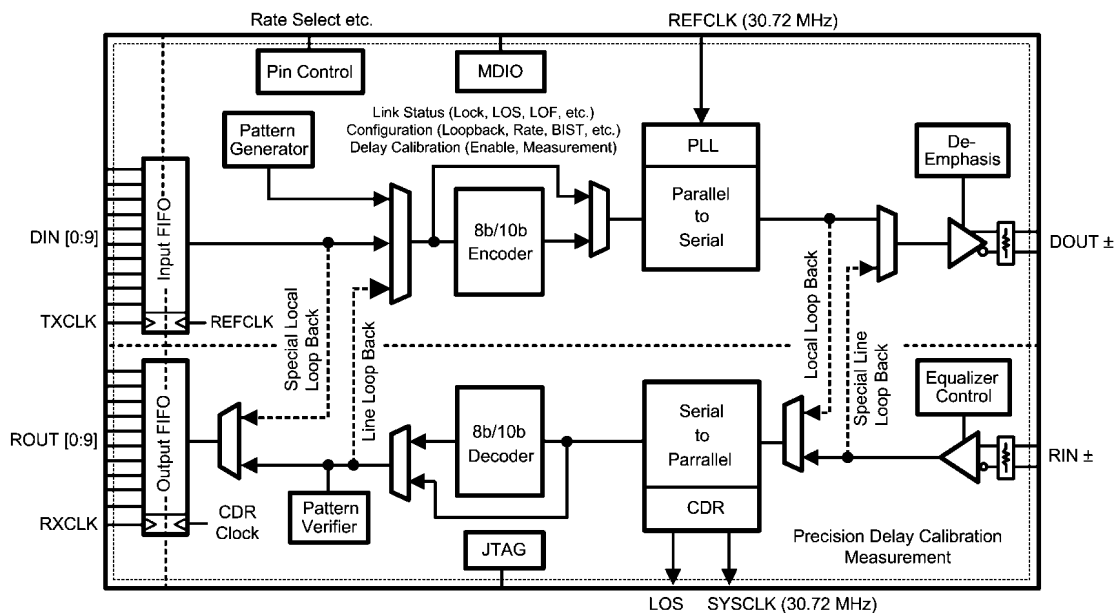 Rate Select etc.
REFCLK (30.72 MHz)
Pin Control
MDIO
Link Status (Lock, LOS, LOF, etc.)
Configuration (Loopback, Rate, BIST, etc.)
Delay Calibration (Enable, Measurement)
Pattern
Generator
PLL
Parallel
to
Serial
De-
Emphasis
Input FIFO
8b/10b
Encoder
DIN [0:9]
DOUT ±
TXCLK
REFCLK
Special Local
Loop Back
Line Loop Back
Local Loop Back
Special Line
Loop Back
Output FIFO
8b/10b
Decoder
Serial
to
Parrallel
CDR
Equalizer
Control
ROUT [0:9]
RIN ±
RXCLK
CDR
Clock
Pattern
Verifier
JTAG
Precision Delay Calibration
Measurement
LOS
SYSCLK (30.72 MHz)